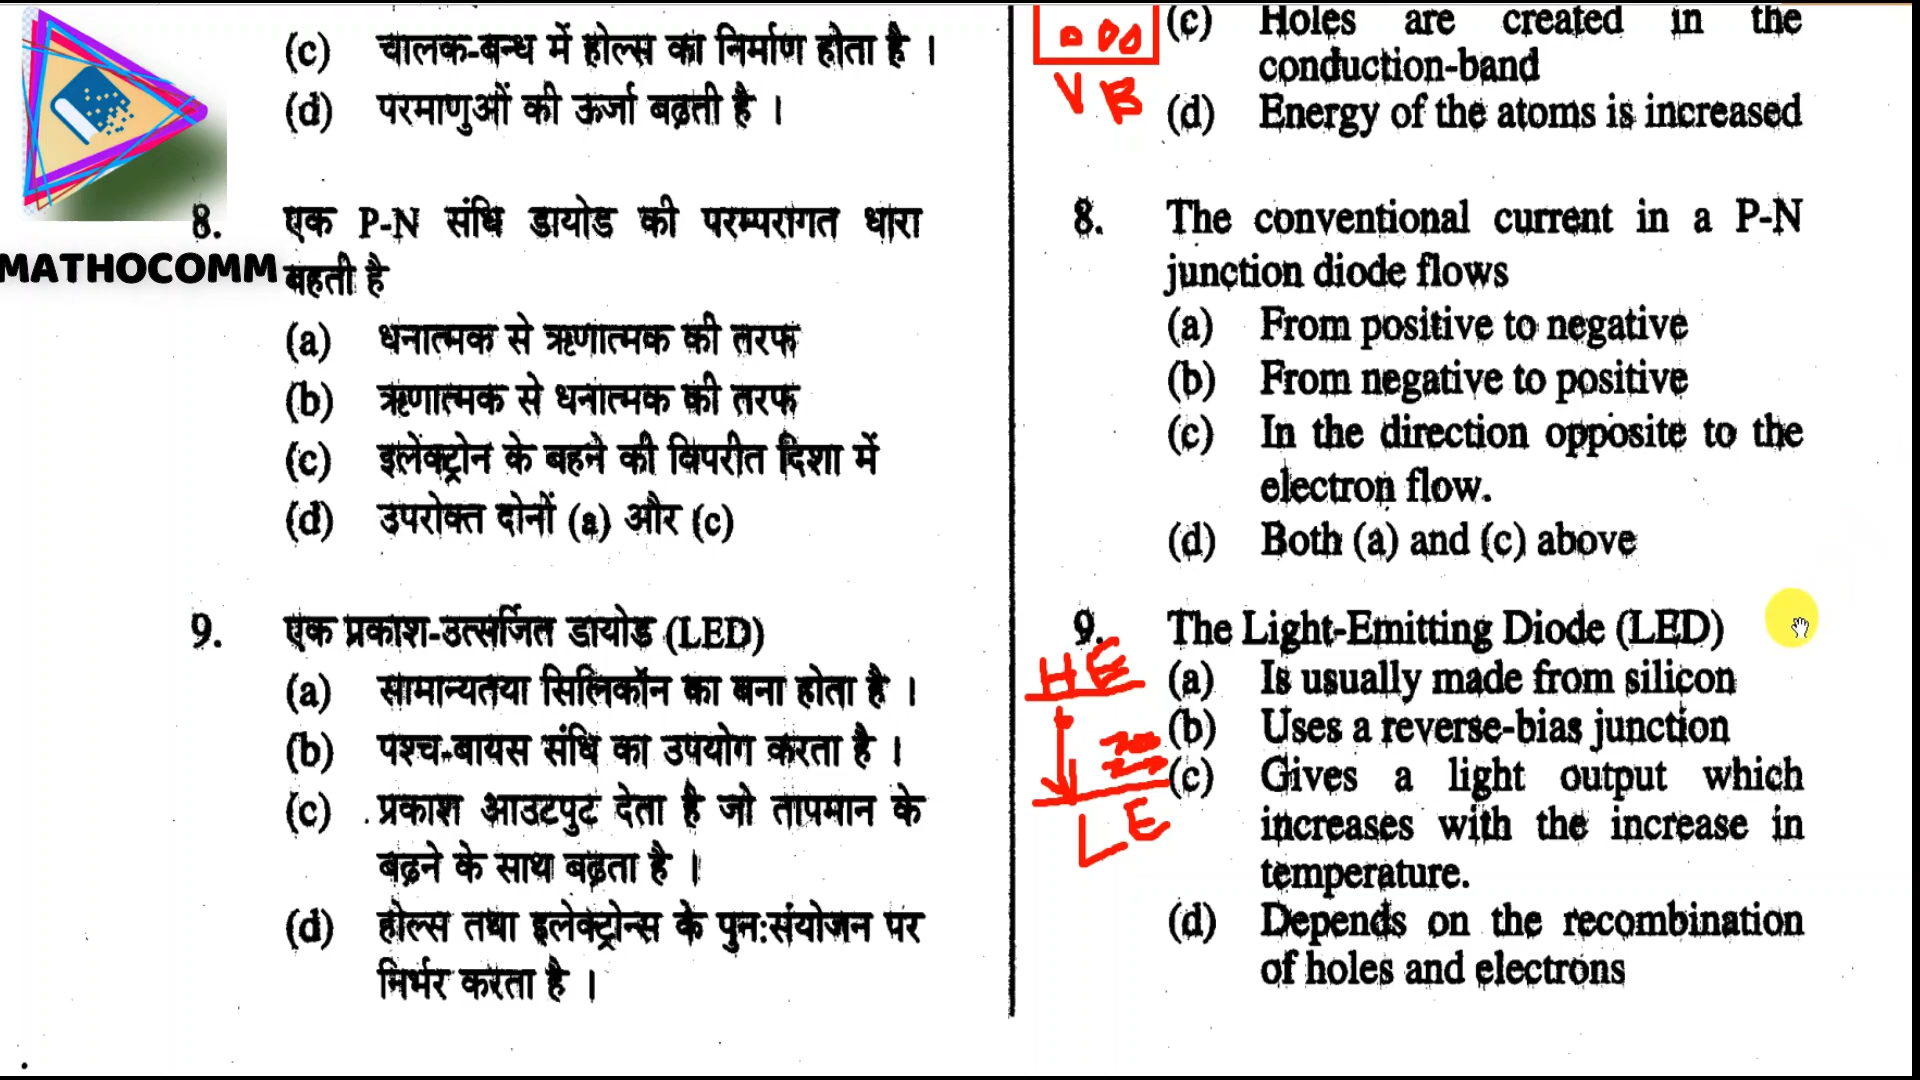 (c) चालक-बन्ध में होल्स का निर्माण होता है ।
(d) परमाणुओं की ऊर्जा बढ़ती है ।
8. एक P-N संधि डायोड की परम्परागत धारा
बहती है
(a) धनात्मक से ऋणात्मक की तरफ
(b) ऋणात्मक से धनात्मक की तरफ
(c) इलेक्ट्रोन के बहने की विपरीत दिशा में
(d) उपरोक्त दोनों (a) और (c)
9. एक प्रकाश-उत्सर्जित डायोड (LED)
(a) सामान्यतया सिलिकॉन का बना होता है ।
(b) पश्च-बायस संधि का उपयोग करता है ।
(c) प्रकाश आउटपुट देता है जो तापमान के
बढ़ने के साथ बढ़ता है ।
(d) होल्स तथा इलेक्ट्रोन्स के पुन:संयोजन पर
निर्भर करता है ।
MATHOCOMM
(c) Holes are created in the
conduction-band
(d) Energy of the atoms is increased
VB
8. The conventional current in a P-N
junction diode flows
(a) From positive to negative
(b) From negative to positive
(c) In the direction opposite to the
electron flow.
(d) Both (a) and (c) above
9. The Light-Emitting Diode (LED)
(a) Is usually made from silicon
(b) Uses a reverse-bias junction
(c) Gives a light output which
increases with the increase in
temperature.
(d) Depends on the recombination
of holes and electrons
HE
LE